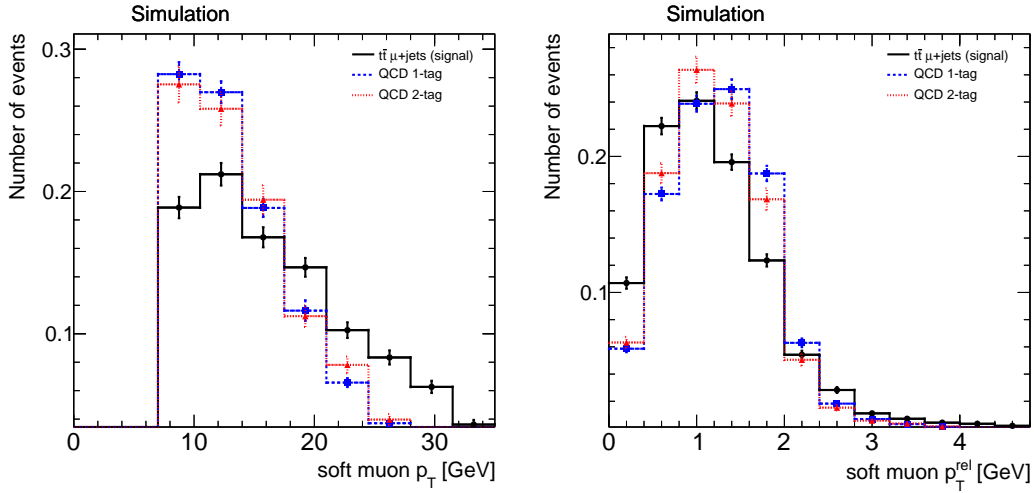 Simulation
Number of events
0.3
0.2
0.1
tt̄ μ+jets (signal)
QCD 1-tag
QCD 2-tag
0 10 20 30
soft muon p_T [GeV]
Simulation
Number of events
0.2
0.1
tt̄ μ+jets (signal)
QCD 1-tag
QCD 2-tag
0 1 2 3 4
soft muon p_T^rel [GeV]